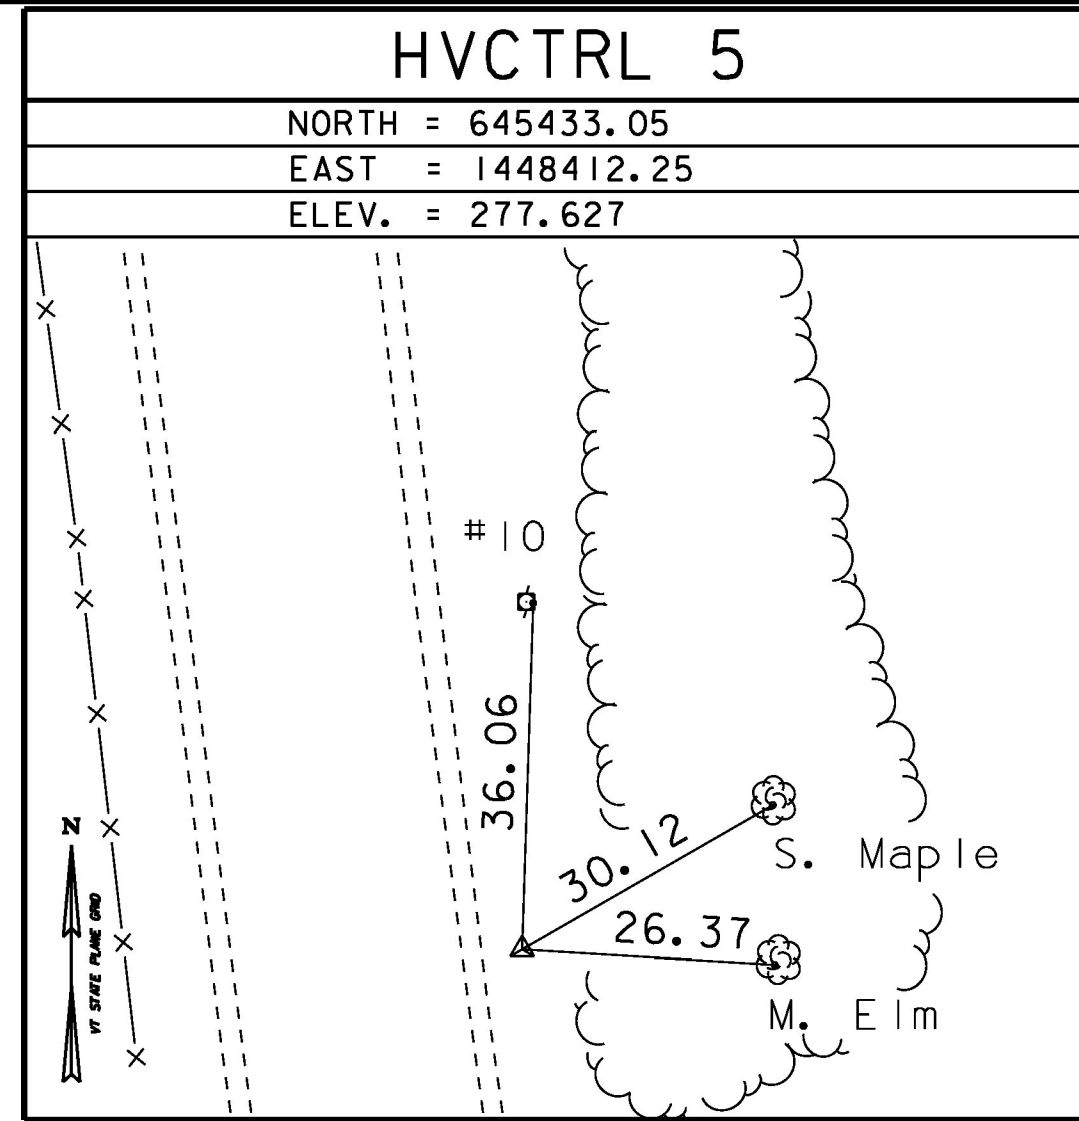 HVCTRL 5
NORTH = 645433.05
EAST = 1448412.25
ELEV. = 277.627
#10
36.06
30.12
S. Maple
26.37
M. Elm
N
VT STATE PLANE GRID